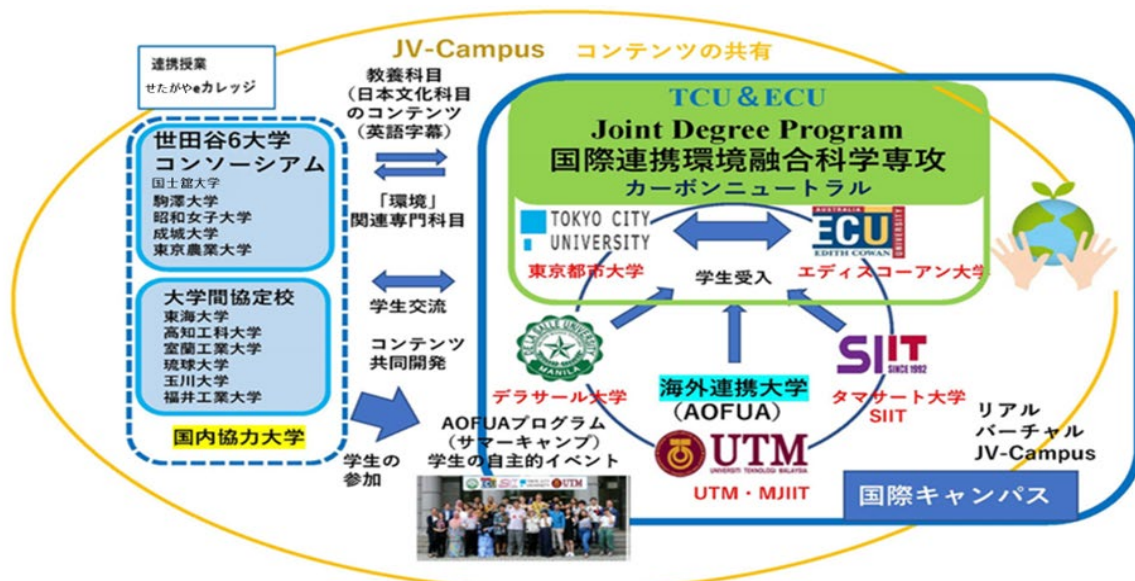 JV-Campus コンテンツの共有
連携授業
せたがやeカレッジ
世田谷6大学
コンソーシアム
国士舘大学
駒澤大学
昭和女子大学
成城大学
東京農業大学
大学間協定校
東海大学
高知工科大学
室蘭工業大学
琉球大学
玉川大学
福井工業大学
国内協力大学
教養科目
(日本文化科目
のコンテンツ
(英語字幕)
「環境」
関連専門科目
学生交流
コンテンツ
共同開発
学生の
参加
AOFUAプログラム
(サマーキャンプ)
学生の自主的イベント
TCU&ECU
Joint Degree Program
国際連携環境融合科学専攻
カーボンニュートラル
TOKYO CITY
UNIVERSITY
東京都市大学
学生受入
AUSTRALIA
ECU
UNIVERSITY
EDITH COWAN
エディスコーアン大学
DE LA SALLE UNIVERSITY
MANILA
デラサール大学
海外連携大学
(AOFUA)
SIIT
SINCE 1992
タマサート大学
SIIT
UTM
UNIVERSITI TEKNOLOGI MALAYSIA
UTM・MJIIT
リアル
バーチャル
JV-Campus
国際キャンパス
UTM